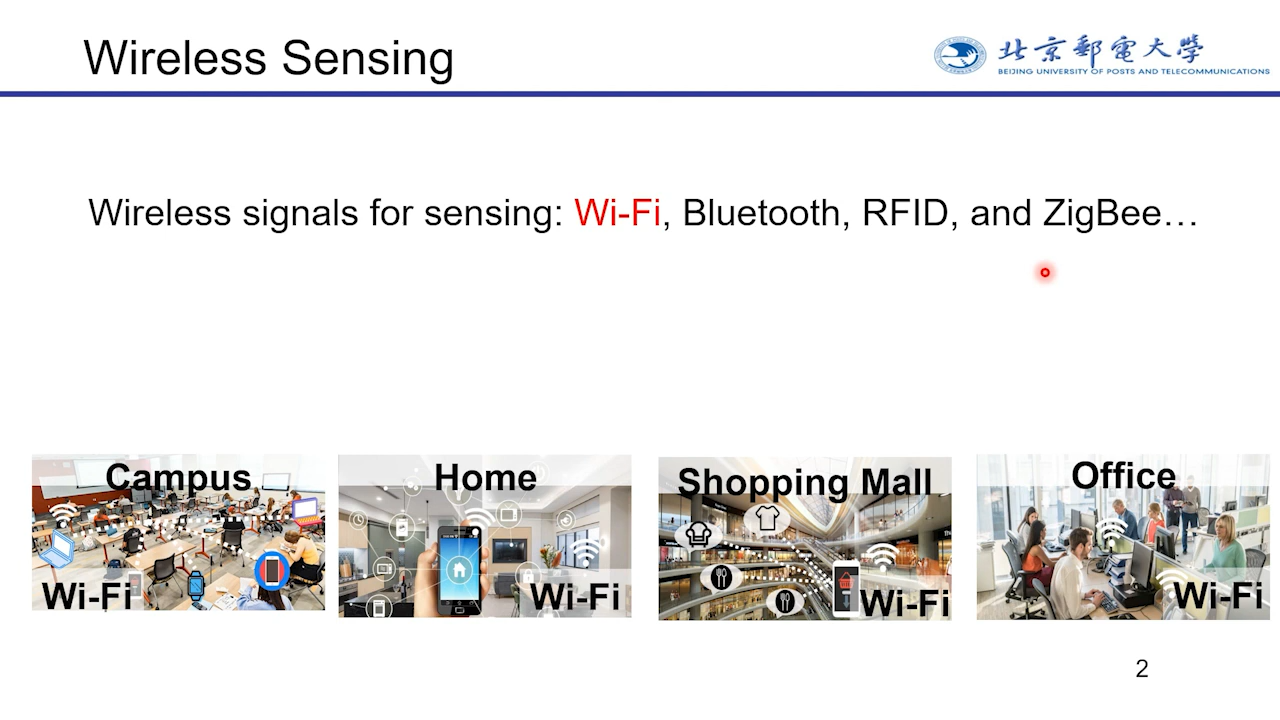 Wireless Sensing
北京郵電大學
BEIJING UNIVERSITY OF POSTS AND TELECOMMUNICATIONS
Wireless signals for sensing: Wi-Fi, Bluetooth, RFID, and ZigBee…
Campus
Home
Shopping Mall
Office
Wi-Fi
Wi-Fi
Wi-Fi
Wi-Fi
2